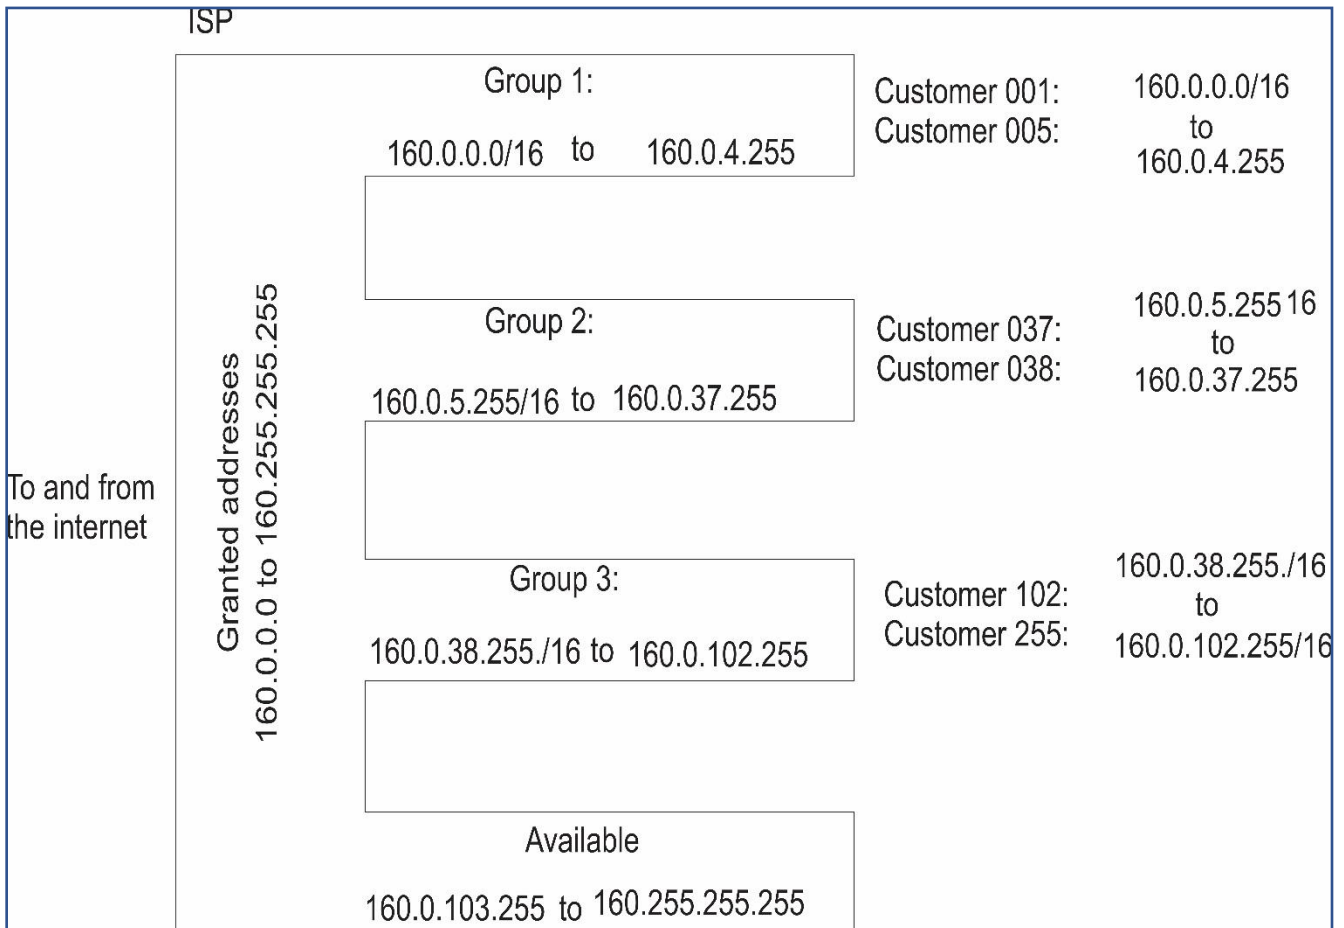 ISP
Group 1:
160.0.0.0/16 to 160.0.4.255
Customer 001: 160.0.0.0/16
Customer 005: to
160.0.4.255
Group 2:
160.0.5.255/16 to 160.0.37.255
Customer 037: 160.0.5.255 16
Customer 038: to
160.0.37.255
To and from
the internet
Granted addresses
160.0.0.0 to 160.255.255.255
Group 3:
160.0.38.255./16 to 160.0.102.255
Customer 102: 160.0.38.255./16
Customer 255: to
160.0.102.255/16
Available
160.0.103.255 to 160.255.255.255